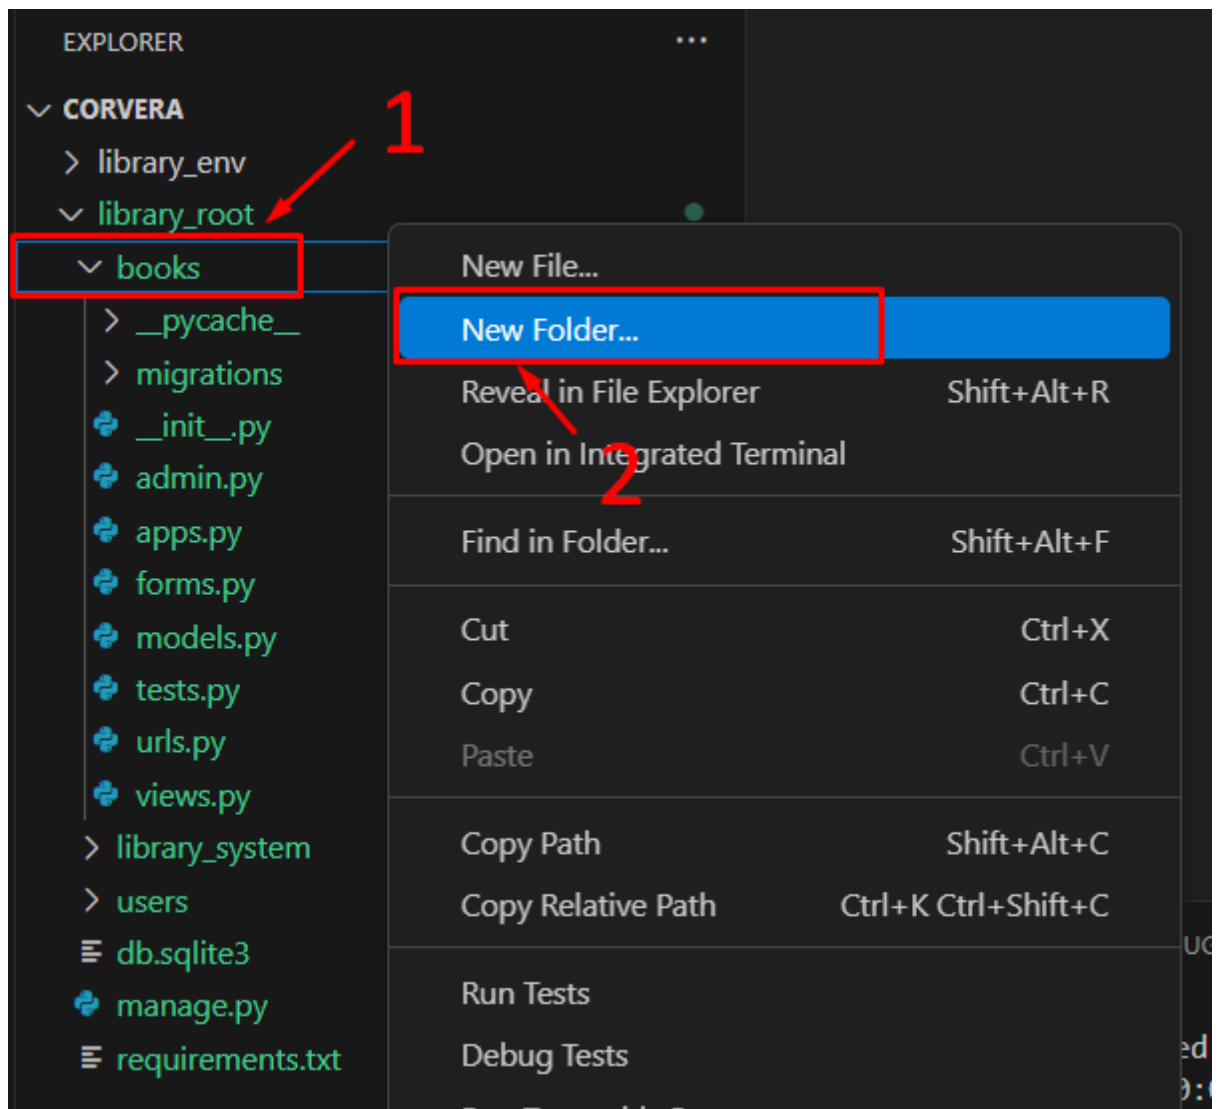 EXPLORER
CORVERA
1
library_env
library_root
books
__pycache__
migrations
__init__.py
admin.py
apps.py
forms.py
models.py
tests.py
urls.py
views.py
library_system
users
db.sqlite3
manage.py
requirements.txt
New File...
New Folder...
Reveal in File Explorer Shift+Alt+R
Open in Integrated Terminal
2
Find in Folder... Shift+Alt+F
Cut Ctrl+X
Copy Ctrl+C
Paste Ctrl+V
Copy Path Shift+Alt+C
Copy Relative Path Ctrl+K Ctrl+Shift+C
Run Tests
Debug Tests